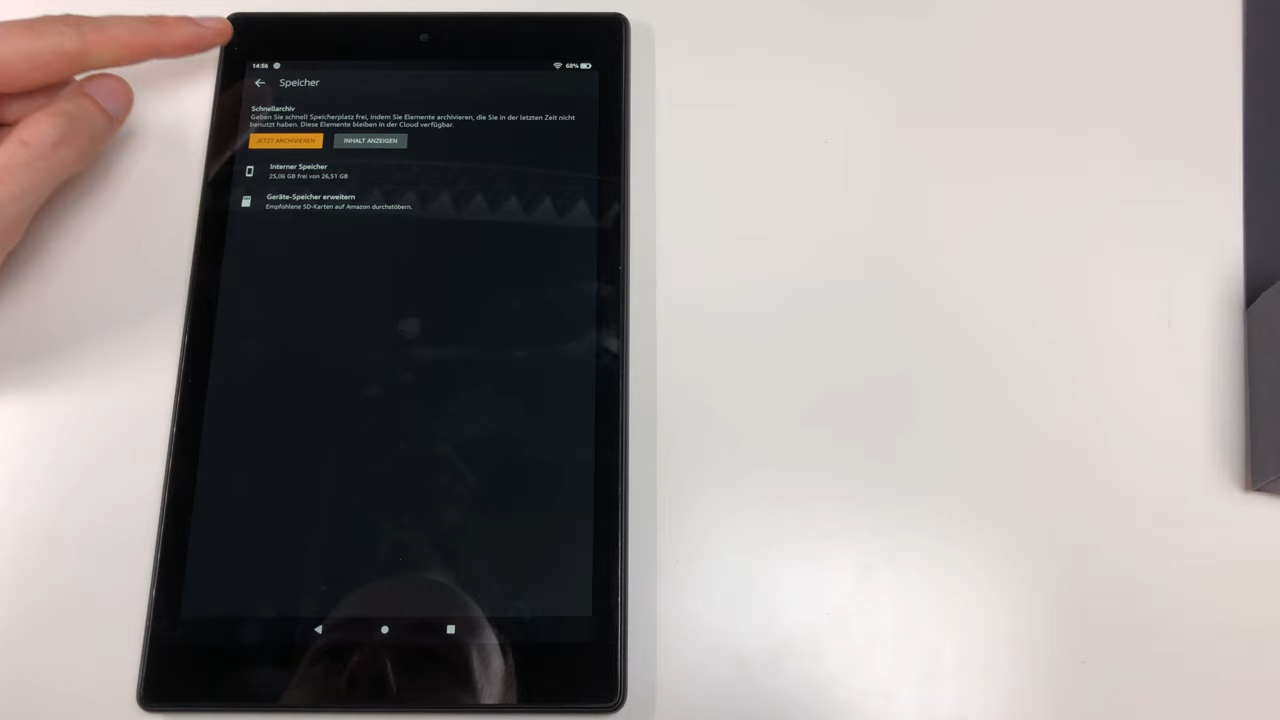 14:56
68%
Speicher
Schnellarchiv
Geben Sie schnell Speicherplatz frei, indem Sie Elemente archivieren, die Sie in der letzten Zeit nicht
benutzt haben. Diese Elemente bleiben in der Cloud verfügbar.
JETZT ARCHIVIEREN
INHALT ANZEIGEN
Interner Speicher
25,06 GB frei von 26,51 GB
Geräte-Speicher erweitern
Empfohlene SD-Karten auf Amazon durchstöbern.